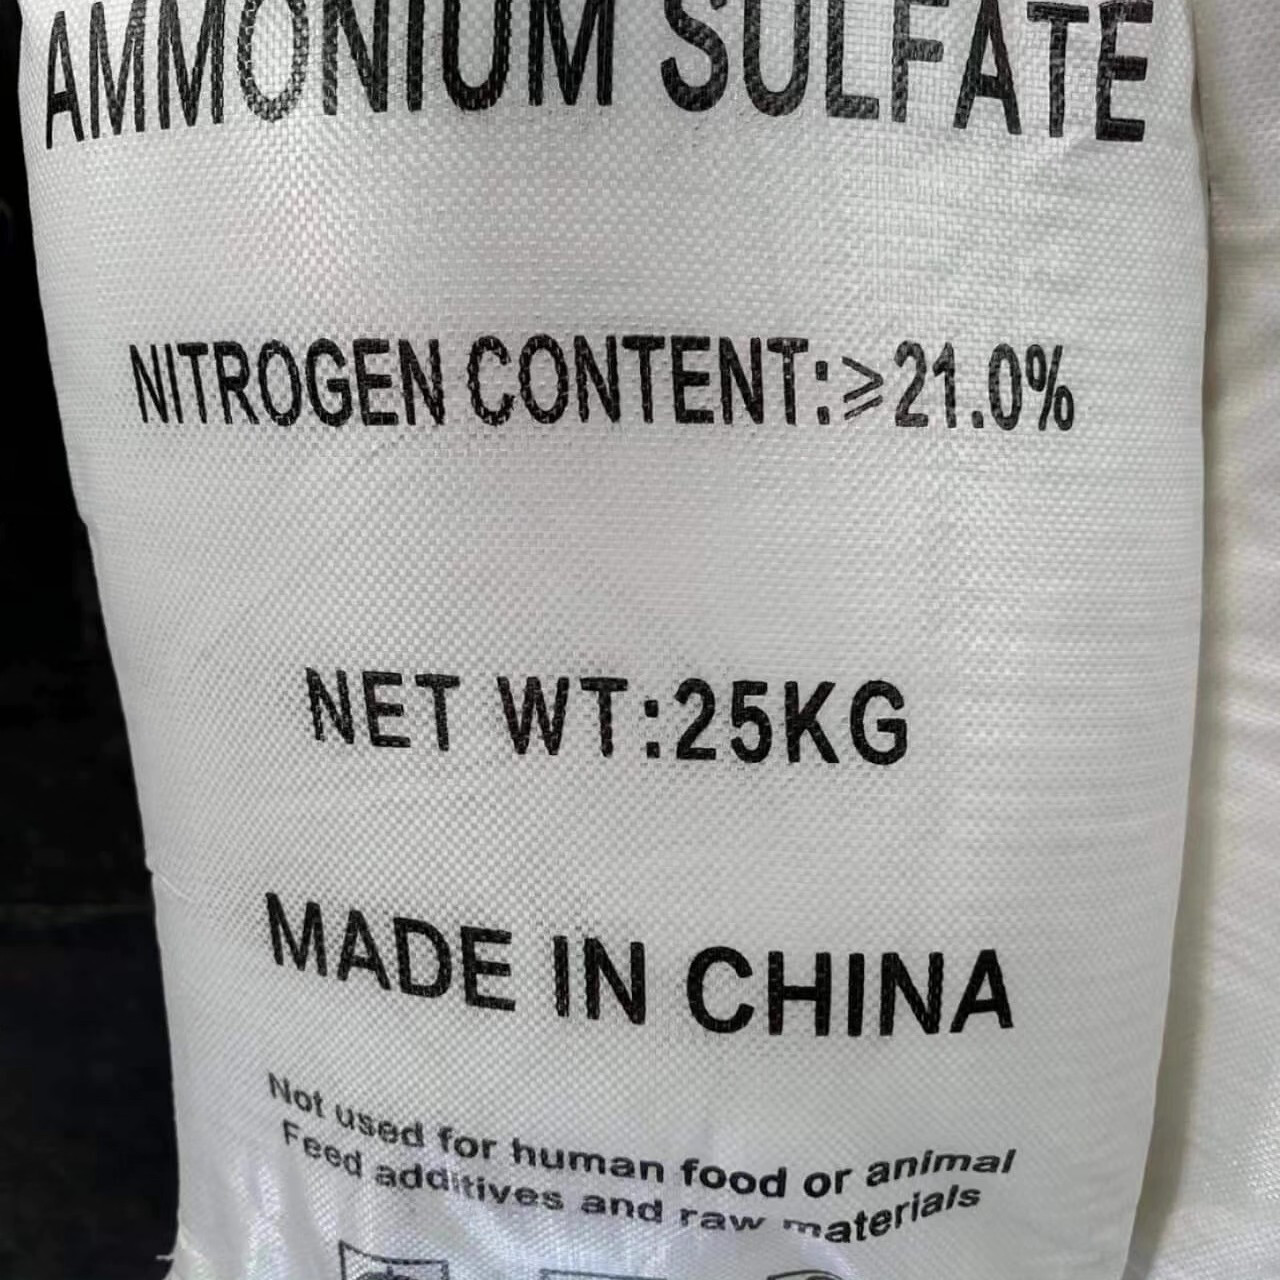 AMMONIUM SULFATE
NITROGEN CONTENT:⩾21.0%
NET WT:25KG
MADE IN CHINA
Not used for human food or animal
Feed additives and raw materials